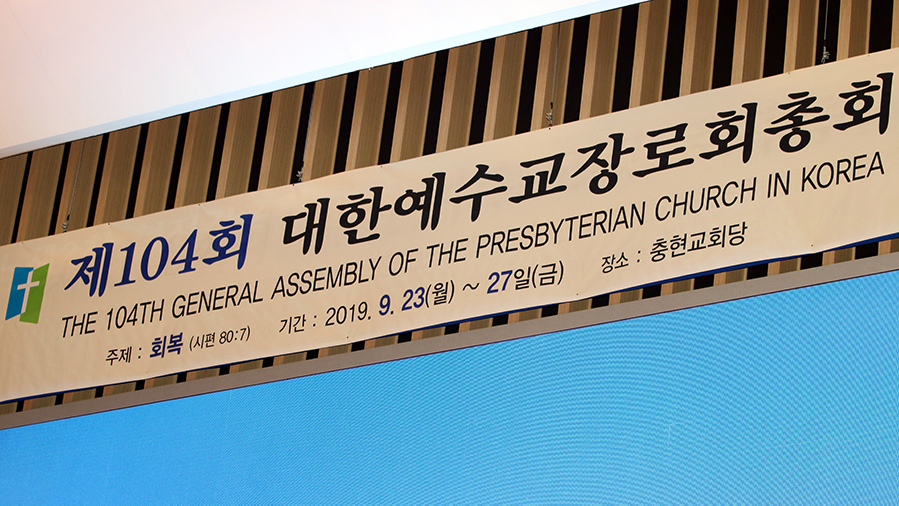 제104회 대한예수교장로회총회
THE 104TH GENERAL ASSEMBLY OF THE PRESBYTERIAN CHURCH IN KOREA
주제 : 회복 (시편 80:7) 기간 : 2019. 9. 23(월) ~ 27일(금) 장소 : 충현교회당